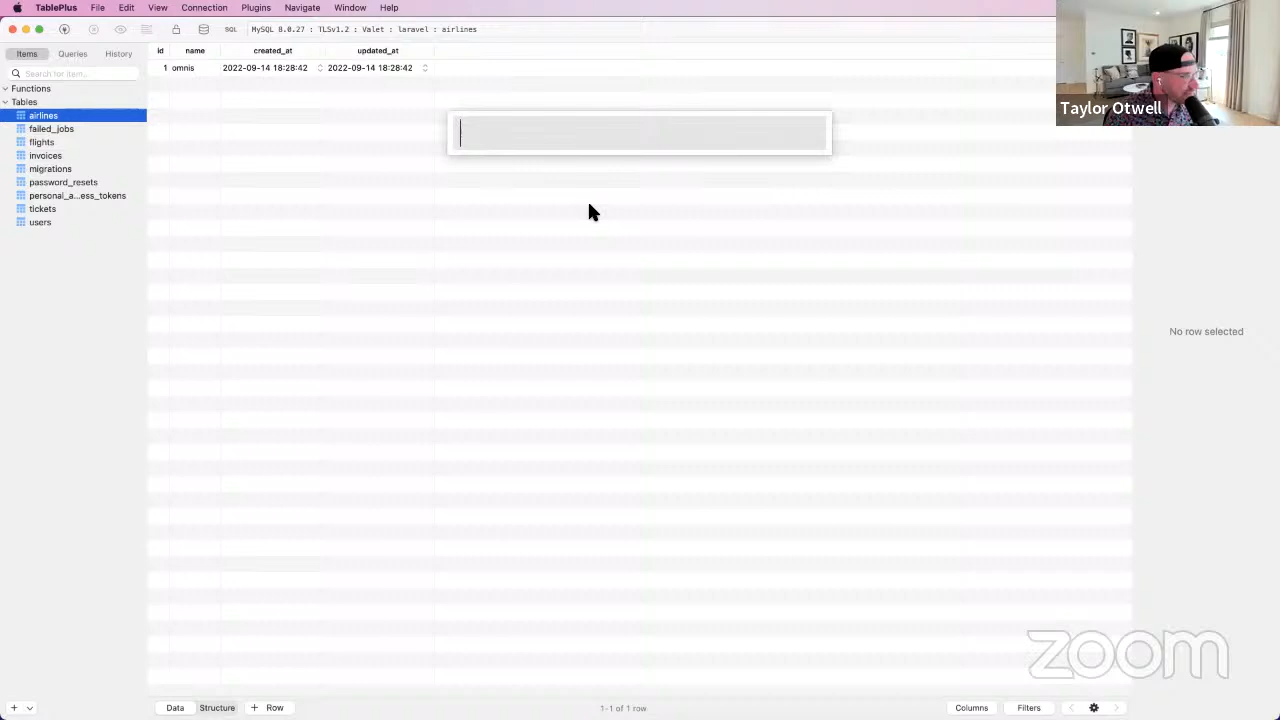 TablePlus File Edit View Navigate Connection Plugins Navigate Window Help
SQL MySQL 8.0.27 : TLSv1.2 : Valet : laravel : airlines
Items Queries History
Search for item...
Functions
Tables
airlines
failed_jobs
flights
invoices
migrations
password_resets
personal_a...ess_tokens
tickets
users
id name created_at updated_at
1 omnis 2022-09-14 18:28:42 2022-09-14 18:28:42
Taylor Otwell
No row selected
zoom
Data Structure + Row 1-1 of 1 row Columns Filters